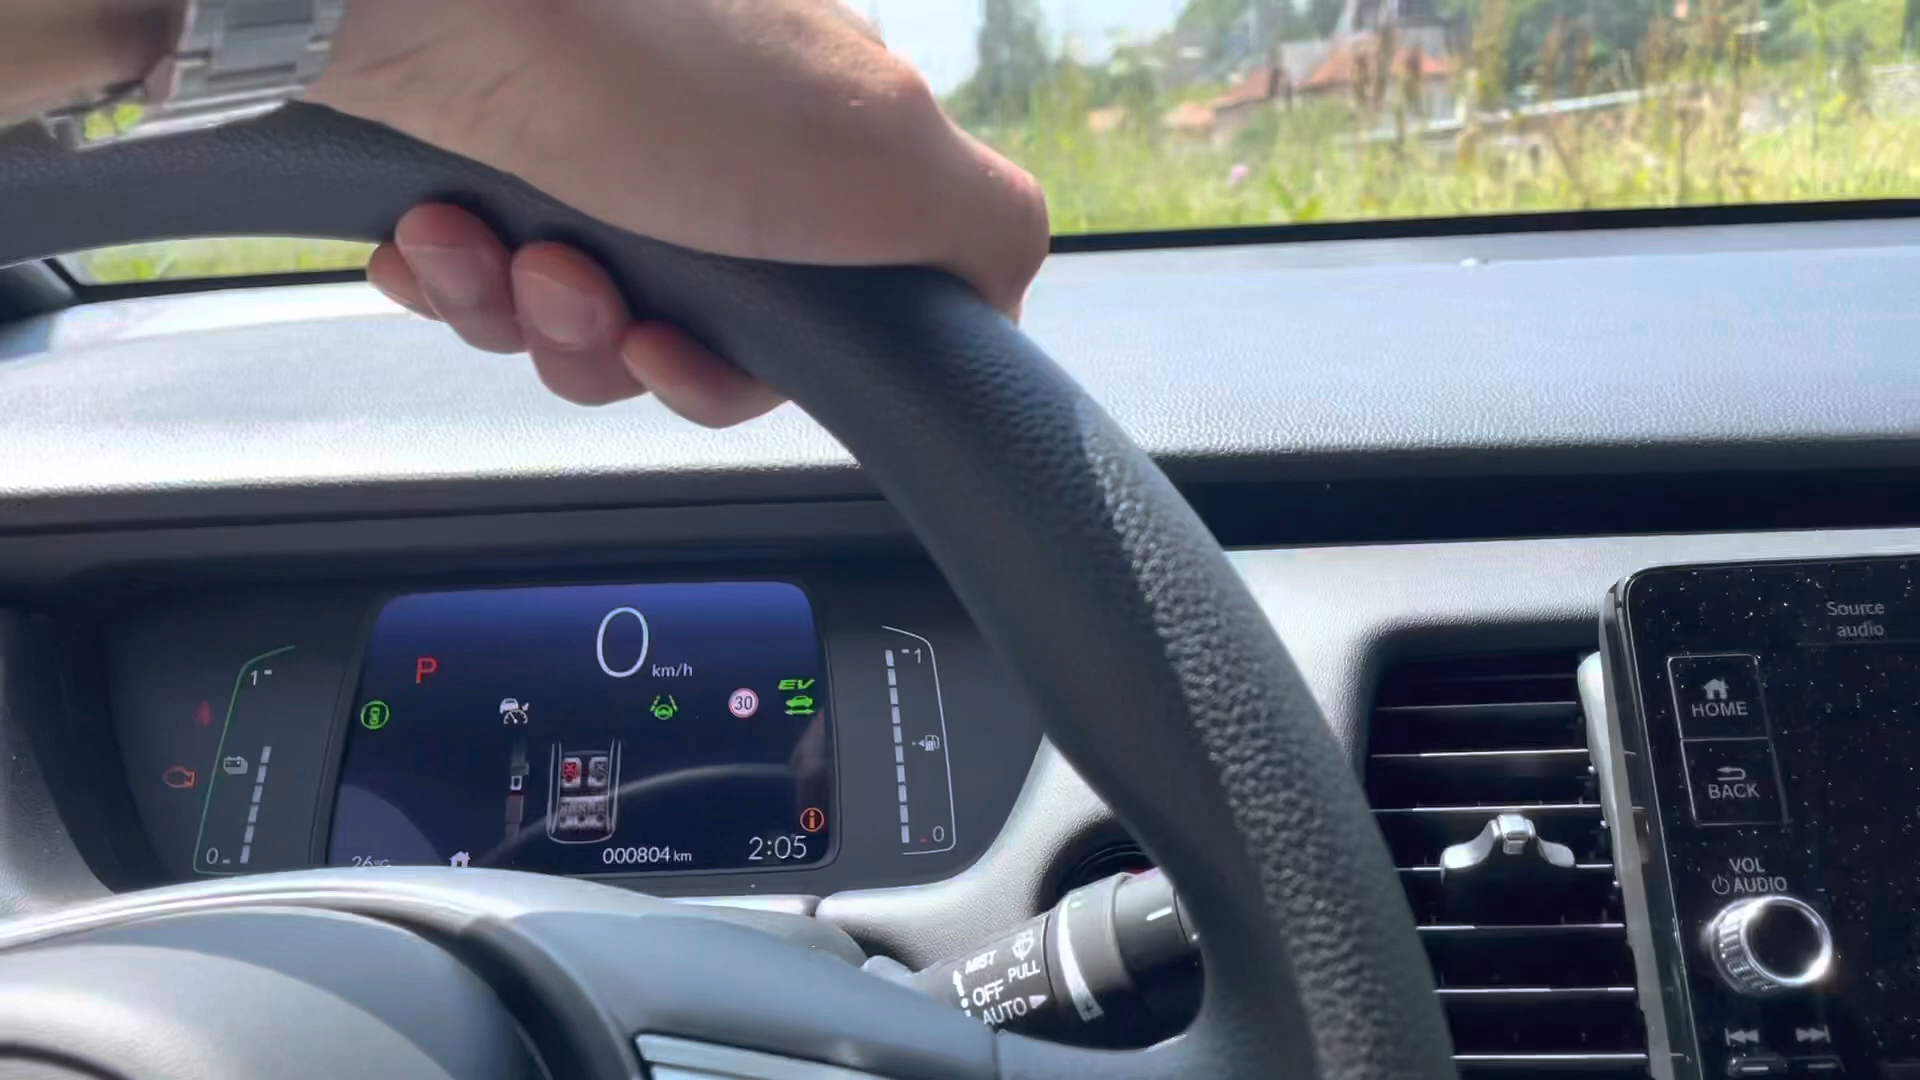 0 km/h
P
EV
30
1
0
1
0
26°C
000804 km
2:05
MIST
PULL
OFF
AUTO
Source
audio
HOME
BACK
VOL
AUDIO